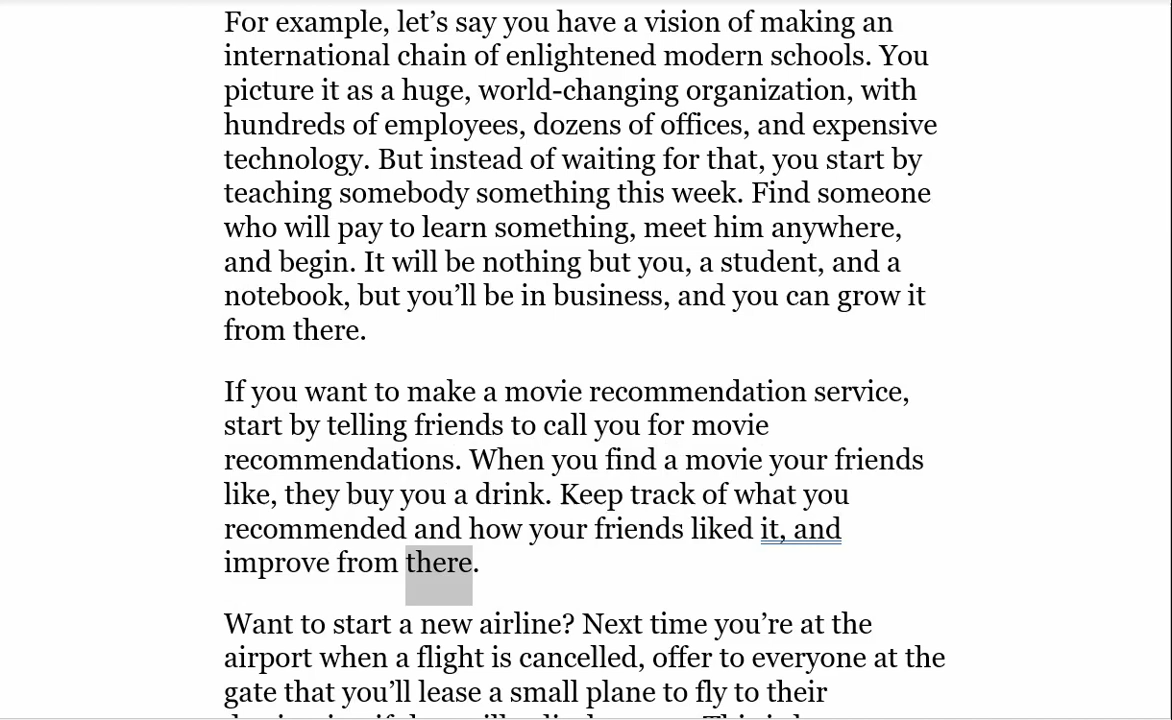 For example, let’s say you have a vision of making an
international chain of enlightened modern schools. You
picture it as a huge, world-changing organization, with
hundreds of employees, dozens of offices, and expensive
technology. But instead of waiting for that, you start by
teaching somebody something this week. Find someone
who will pay to learn something, meet him anywhere,
and begin. It will be nothing but you, a student, and a
notebook, but you’ll be in business, and you can grow it
from there.
If you want to make a movie recommendation service,
start by telling friends to call you for movie
recommendations. When you find a movie your friends
like, they buy you a drink. Keep track of what you
recommended and how your friends liked it, and
improve from there.
Want to start a new airline? Next time you’re at the
airport when a flight is cancelled, offer to everyone at the
gate that you’ll lease a small plane to fly to their